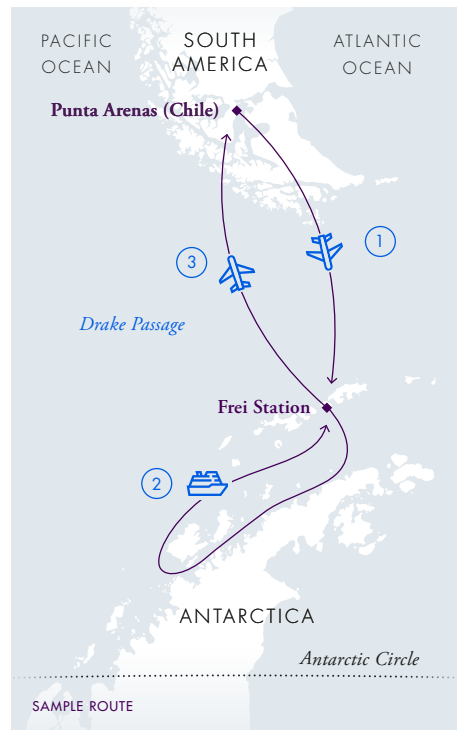 PACIFIC
OCEAN
SOUTH
AMERICA
ATLANTIC
OCEAN
Punta Arenas (Chile)
1
3
Drake Passage
Frei Station
2
ANTARCTICA
Antarctic Circle
SAMPLE ROUTE